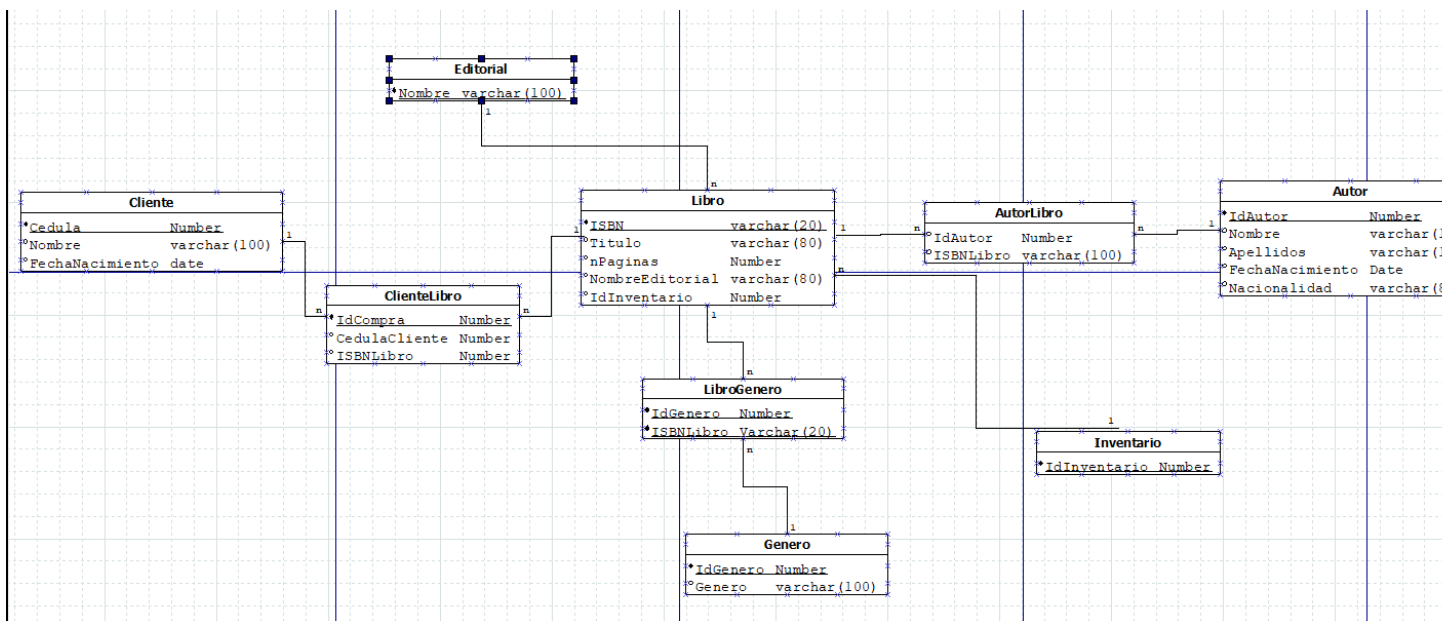 Editorial
Nombre varchar(100)
1
n
Cliente
Cedula Number
Nombre varchar(100)
FechaNacimiento date
1
n
ClienteLibro
IdCompra Number
CedulaCliente Number
ISBNLibro Number
n
1
Libro
ISBN varchar(20)
Titulo varchar(80)
nPaginas Number
NombreEditorial varchar(80)
IdInventario Number
1
n
AutorLibro
IdAutor Number
ISBNLibro varchar(100)
n
1
Autor
IdAutor Number
Nombre
Apellidos
FechaNacimiento Date
Nacionalidad
n
1
n
LibroGenero
IdGenero Number
ISBNLibro Varchar(20)
n
1
Inventario
IdInventario Number
1
Genero
IdGenero Number
Genero varchar(100)